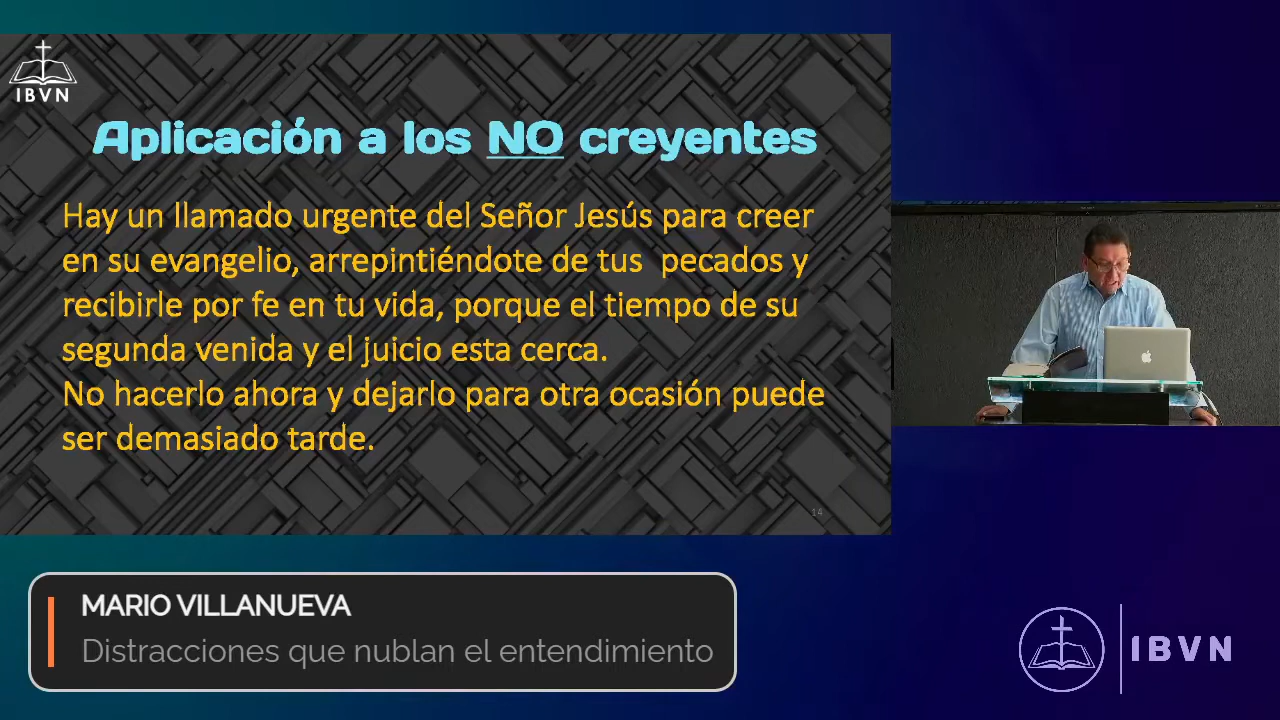 IBVN
Aplicación a los NO creyentes
Hay un llamado urgente del Señor Jesús para creer
en su evangelio, arrepintiéndote de tus  pecados y
recibirle por fe en tu vida, porque el tiempo de su
segunda venida y el juicio esta cerca.
No hacerlo ahora y dejarlo para otra ocasión puede
ser demasiado tarde.
14
MARIO VILLANUEVA
Distracciones que nublan el entendimiento
IBVN